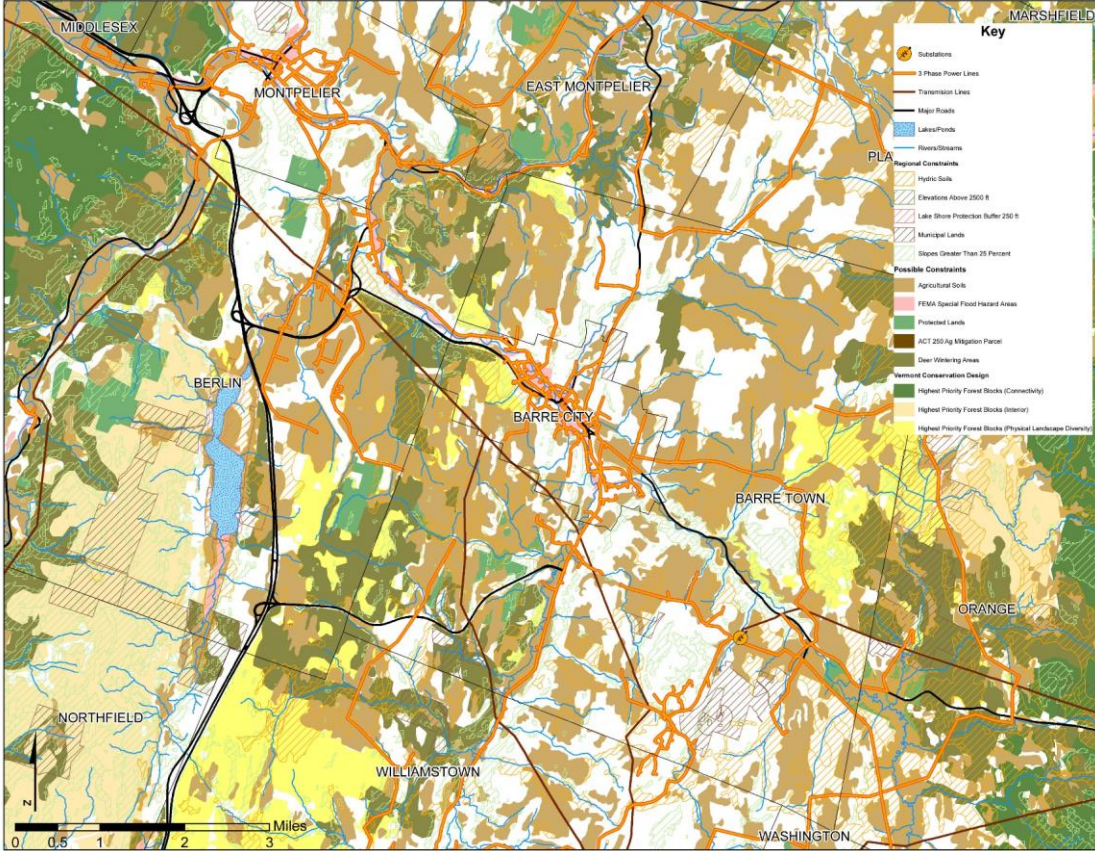 MIDDLESEX
MARSHFIELD
MONTPELIER
EAST MONTPELIER
PLA
Key
Substations
3 Phase Power Lines
Transmision Lines
Major Roads
Lakes/Ponds
Rivers/Streams
Regional Constraints
Hydric Soils
Elevations Above 2500 ft
Lake Shore Protection Buffer 250 ft
Municipal Lands
Slopes Greater Than 25 Percent
Possible Constraints
Agricultural Soils
FEMA Special Flood Hazard Areas
Protected Lands
ACT 250 Ag Mitigation Parcel
Deer Wintering Areas
Vermont Conservation Design
Highest Priority Forest Blocks (Connectivity)
Highest Priority Forest Blocks (Interior)
Highest Priority Forest Blocks (Physical Landscape Diversity)
BERLIN
BARRE CITY
BARRE TOWN
ORANGE
NORTHFIELD
WILLIAMSTOWN
WASHINGTON
N
Miles
0 0.5 1 2 3